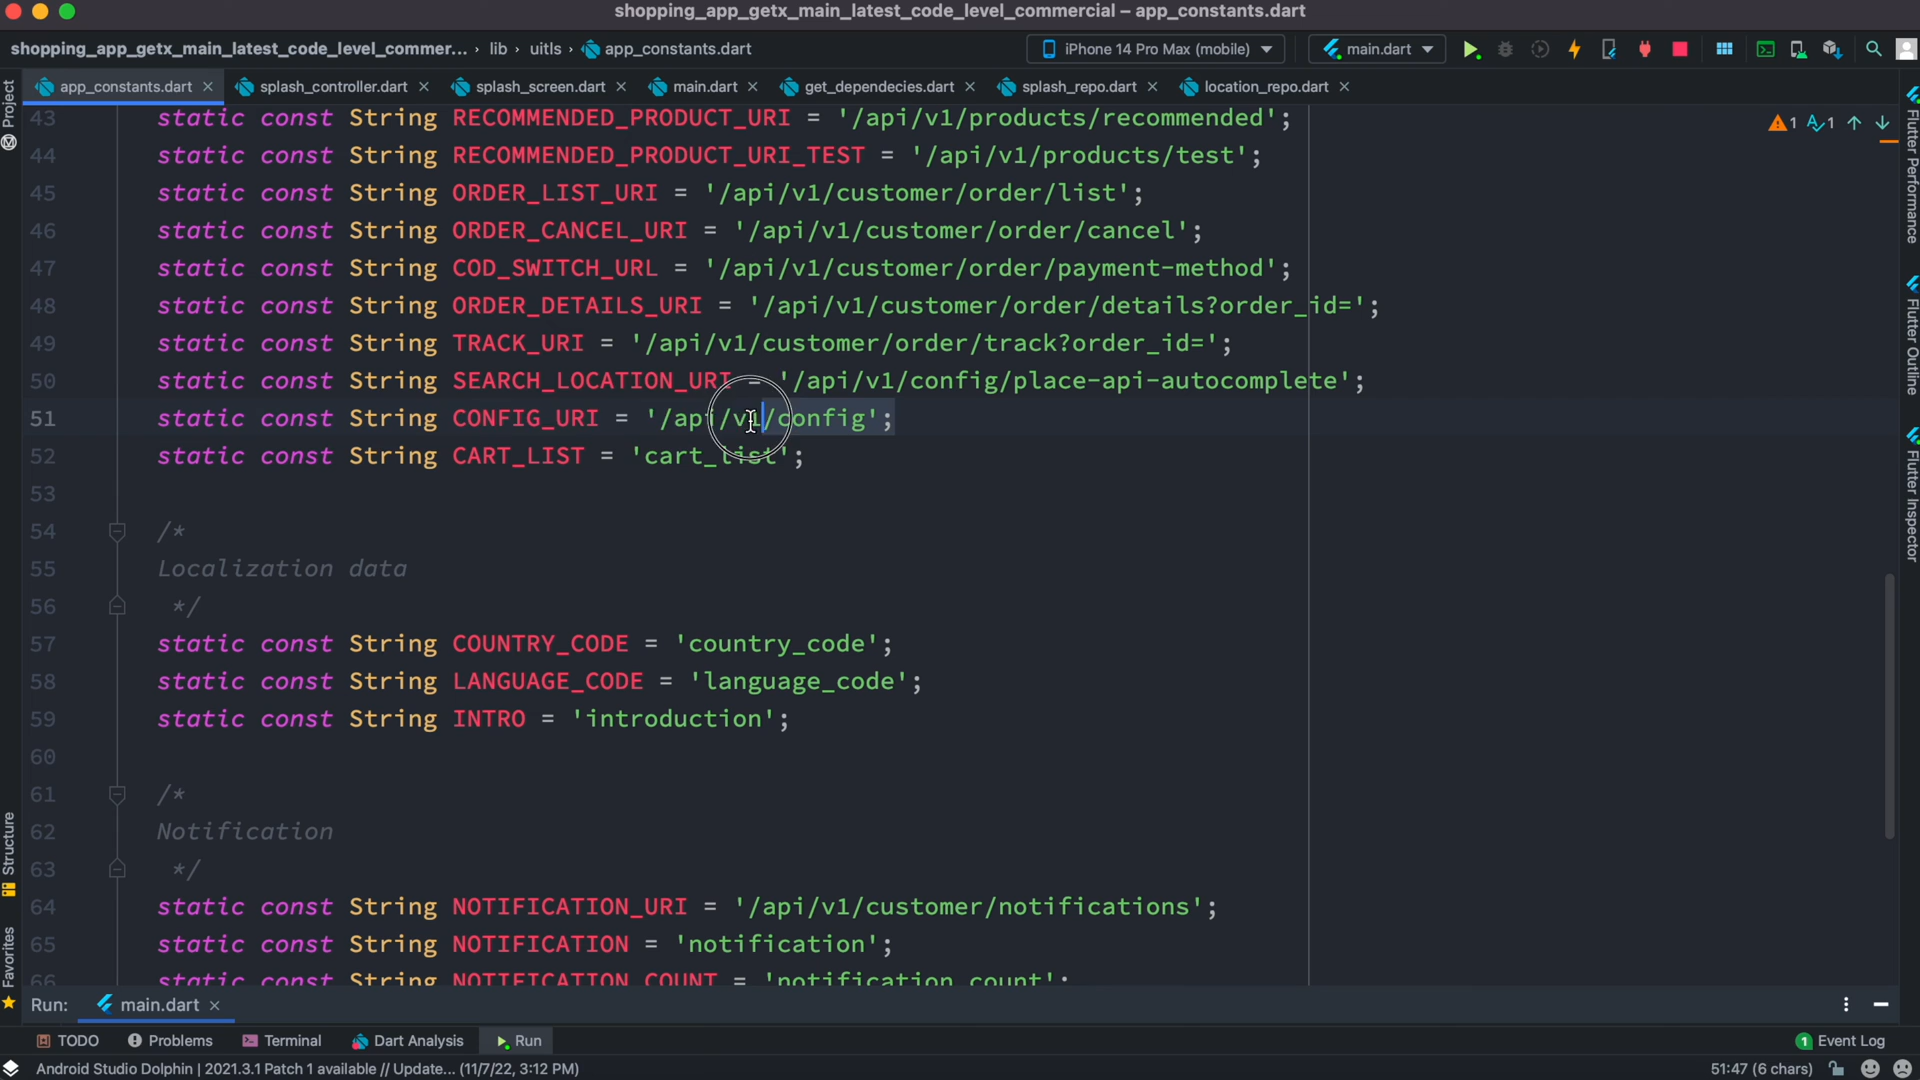 shopping_app_getx_main_latest_code_level_commercial – app_constants.dart
shopping_app_getx_main_latest_code_level_commer... › lib › uitls › app_constants.dart
iPhone 14 Pro Max (mobile)
main.dart
app_constants.dart
splash_controller.dart
splash_screen.dart
main.dart
get_dependecies.dart
splash_repo.dart
location_repo.dart
Project
Structure
Favorites
Flutter Performance
Flutter Outline
Flutter Inspector
1 1
43 static const String RECOMMENDED_PRODUCT_URI = '/api/v1/products/recommended';
44 static const String RECOMMENDED_PRODUCT_URI_TEST = '/api/v1/products/test';
45 static const String ORDER_LIST_URI = '/api/v1/customer/order/list';
46 static const String ORDER_CANCEL_URI = '/api/v1/customer/order/cancel';
47 static const String COD_SWITCH_URL = '/api/v1/customer/order/payment-method';
48 static const String ORDER_DETAILS_URI = '/api/v1/customer/order/details?order_id=';
49 static const String TRACK_URI = '/api/v1/customer/order/track?order_id=';
50 static const String SEARCH_LOCATION_URI = '/api/v1/config/place-api-autocomplete';
51 static const String CONFIG_URI = '/api/v1/config';
52 static const String CART_LIST = 'cart_list';
53
54 /*
55 Localization data
56 */
57 static const String COUNTRY_CODE = 'country_code';
58 static const String LANGUAGE_CODE = 'language_code';
59 static const String INTRO = 'introduction';
60
61 /*
62 Notification
63 */
64 static const String NOTIFICATION_URI = '/api/v1/customer/notifications';
65 static const String NOTIFICATION = 'notification';
66 static const String NOTIFICATION_COUNT = 'notification_count';
Run: main.dart
TODO Problems Terminal Dart Analysis Run
1 Event Log
Android Studio Dolphin | 2021.3.1 Patch 1 available // Update... (11/7/22, 3:12 PM)
51:47 (6 chars)